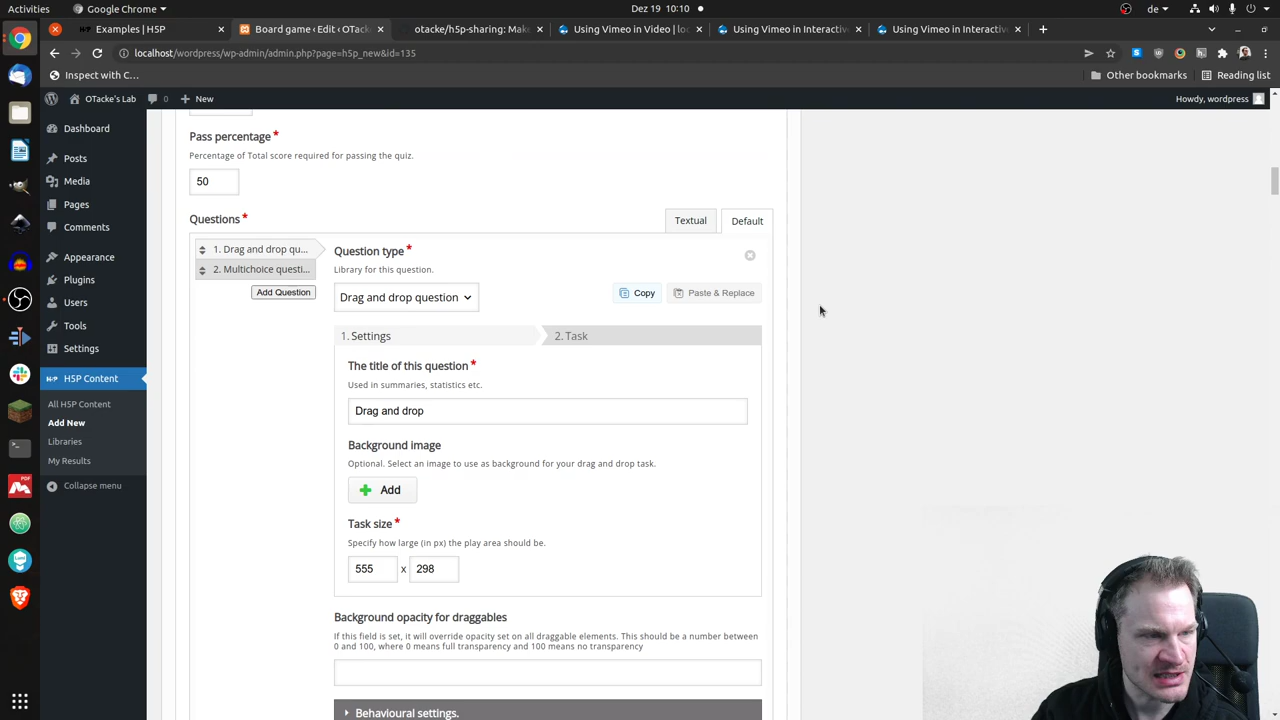 Activities
Google Chrome
Dez 19 10:10
de
Examples | H5P
Board game ‹ Edit ‹ OTack
otacke/h5p-sharing: Make
Using Vimeo in Video | loc
Using Vimeo in Interactive
Using Vimeo in Interactive
localhost/wordpress/wp-admin/admin.php?page=h5p_new&id=135
Inspect with C...
Other bookmarks
Reading list
OTacke's Lab
0
New
Howdy, wordpress
Dashboard
Posts
Media
Pages
Comments
Appearance
Plugins
Users
Tools
Settings
H5P Content
All H5P Content
Add New
Libraries
My Results
Collapse menu
Pass percentage *
Percentage of Total score required for passing the quiz.
50
Questions *
Textual
Default
1. Drag and drop qu...
2. Multichoice questi...
Add Question
Question type *
Library for this question.
Drag and drop question
Copy
Paste & Replace
1. Settings
2. Task
The title of this question *
Used in summaries, statistics etc.
Drag and drop
Background image
Optional. Select an image to use as background for your drag and drop task.
Add
Task size *
Specify how large (in px) the play area should be.
555 x 298
Background opacity for draggables
If this field is set, it will override opacity set on all draggable elements. This should be a number between
0 and 100, where 0 means full transparency and 100 means no transparency
Behavioural settings.